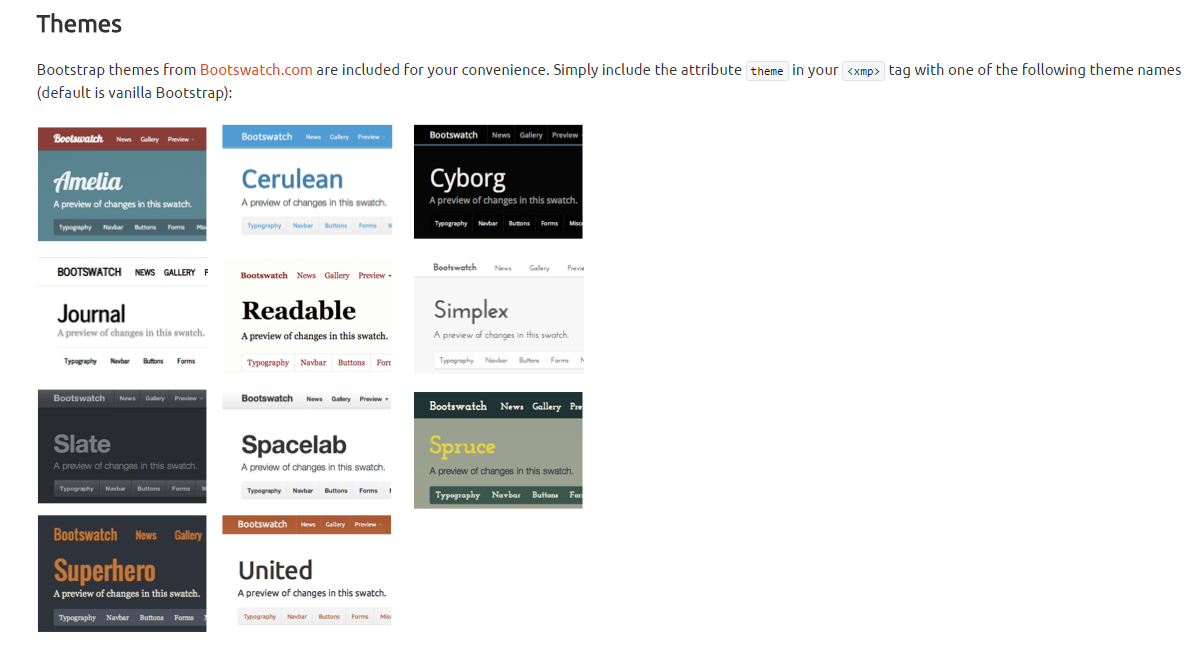 Themes
Bootstrap themes from Bootswatch.com are included for your convenience. Simply include the attribute theme in your <xmp> tag with one of the following theme names
(default is vanilla Bootstrap):
Bootswatch News Gallery Preview
Amelia
A preview of changes in this swatch.
Typography Navbar Buttons Forms
Bootswatch News Gallery Preview
Cerulean
A preview of changes in this swatch.
Typography Navbar Buttons Forms
Bootswatch News Gallery Preview
Cyborg
A preview of changes in this swatch.
Typography Navbar Buttons Forms Misc
BOOTSWATCH NEWS GALLERY P
Journal
A preview of changes in this swatch.
Typography Navbar Buttons Forms
Bootswatch News Gallery Preview
Readable
A preview of changes in this swatch.
Typography Navbar Buttons Forr
Bootswatch News Gallery Previe
Simplex
A preview of changes in this swatch.
Typography Navbar Buttons Forms
Bootswatch News Gallery Preview
Slate
A preview of changes in this swatch.
Typography Navbar Buttons Forms
Bootswatch News Gallery Preview
Spacelab
A preview of changes in this swatch.
Typography Navbar Buttons Forms
Bootswatch News Gallery Pre
Spruce
A preview of changes in this swatch.
Typography Navbar Buttons For
Bootswatch News Gallery
Superhero
A preview of changes in this swatch.
Typography Navbar Buttons Forms
Bootswatch News Gallery Preview
United
A preview of changes in this swatch.
Typography Navbar Buttons Forms Mis